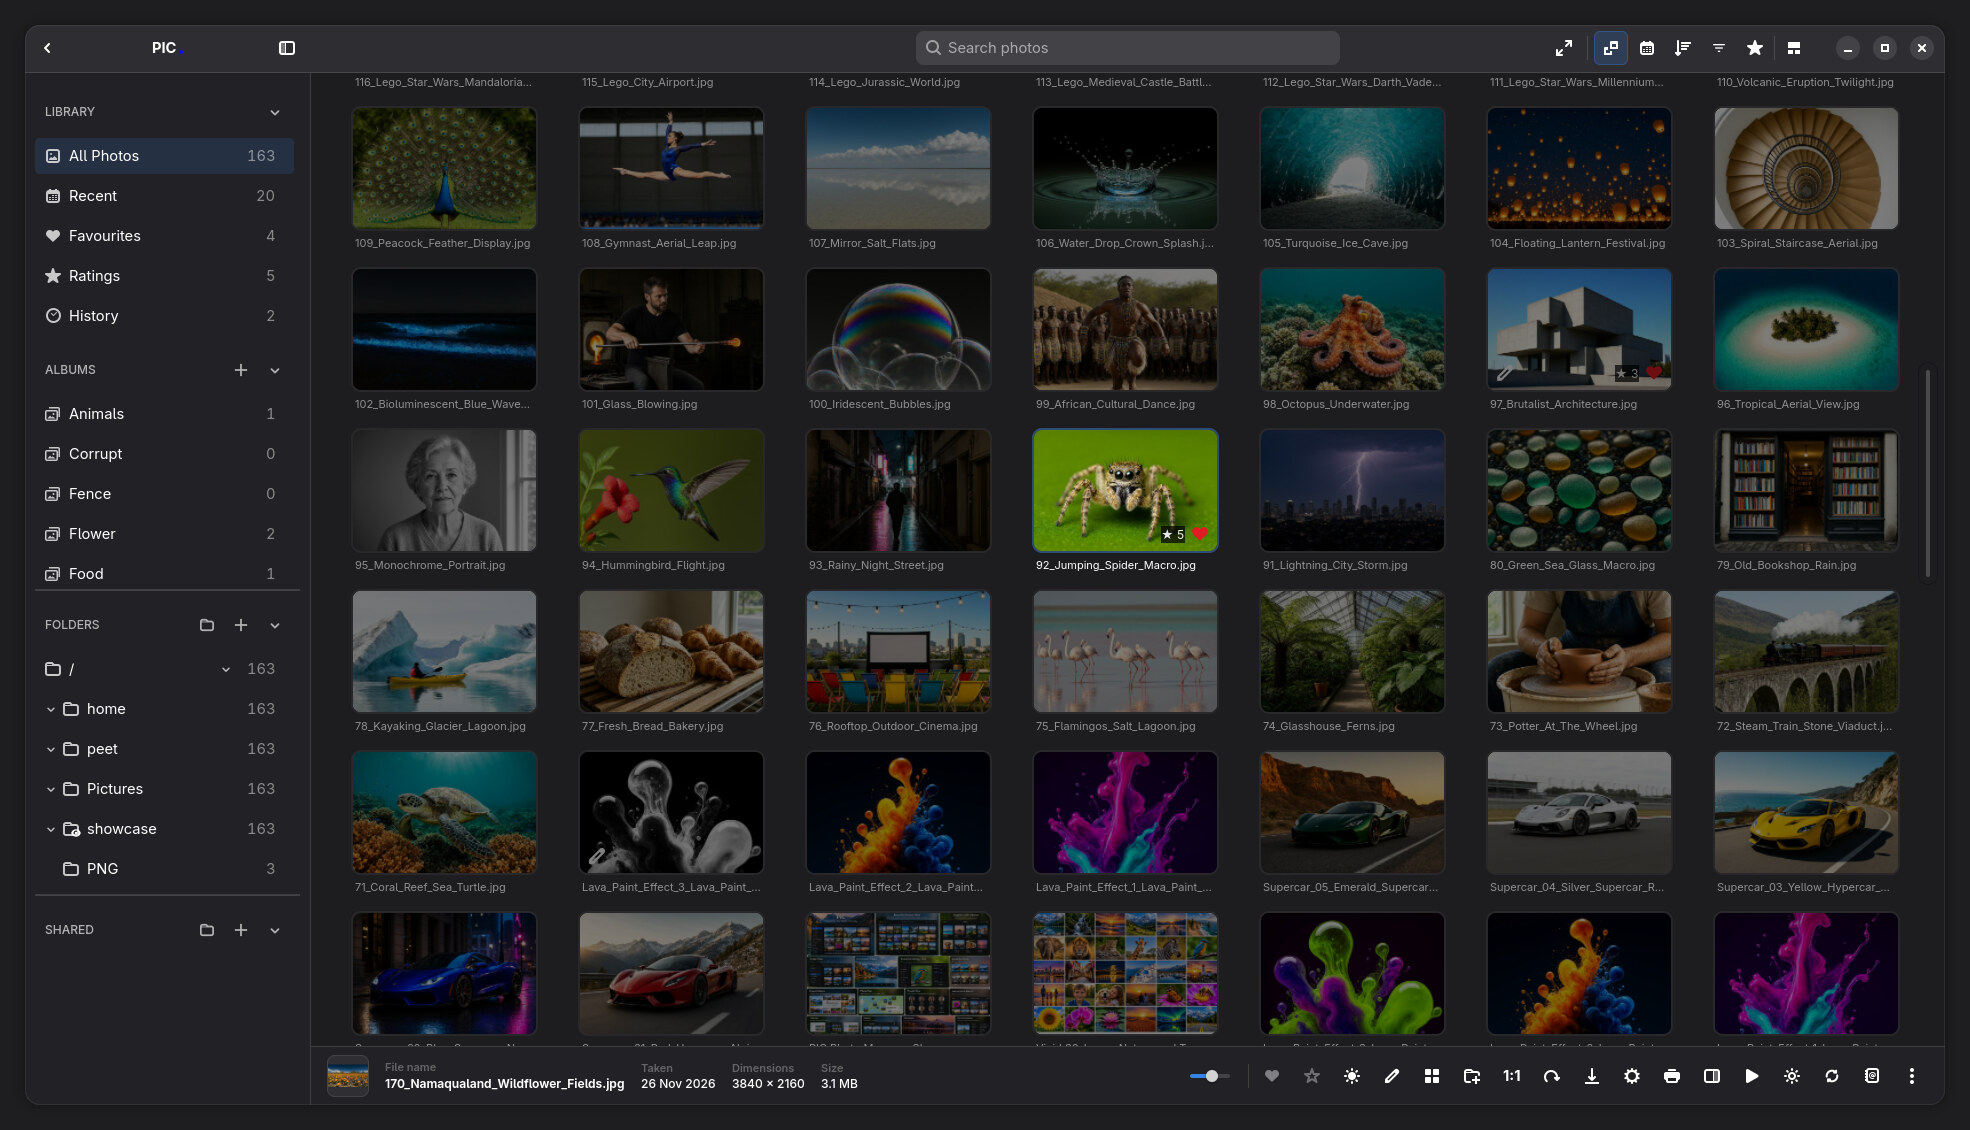 PIC.
Search photos
LIBRARY
All Photos 163
Recent 20
Favourites 4
Ratings 5
History 2
ALBUMS
Animals 1
Corrupt 0
Fence 0
Flower 2
Food 1
FOLDERS
/ 163
home 163
peet 163
Pictures 163
showcase 163
PNG 3
SHARED
116_Lego_Star_Wars_Mandaloria... 115_Lego_City_Airport.jpg 114_Lego_Jurassic_World.jpg 113_Lego_Medieval_Castle_Battl... 112_Lego_Star_Wars_Darth_Vade... 111_Lego_Star_Wars_Millennium... 110_Volcanic_Eruption_Twilight.jpg
109_Peacock_Feather_Display.jpg 108_Gymnast_Aerial_Leap.jpg 107_Mirror_Salt_Flats.jpg 106_Water_Drop_Crown_Splash.j... 105_Turquoise_Ice_Cave.jpg 104_Floating_Lantern_Festival.jpg 103_Spiral_Staircase_Aerial.jpg
★ 3
102_Bioluminescent_Blue_Wave... 101_Glass_Blowing.jpg 100_Iridescent_Bubbles.jpg 99_African_Cultural_Dance.jpg 98_Octopus_Underwater.jpg 97_Brutalist_Architecture.jpg 96_Tropical_Aerial_View.jpg
★ 5
95_Monochrome_Portrait.jpg 94_Hummingbird_Flight.jpg 93_Rainy_Night_Street.jpg 92_Jumping_Spider_Macro.jpg 91_Lightning_City_Storm.jpg 80_Green_Sea_Glass_Macro.jpg 79_Old_Bookshop_Rain.jpg
78_Kayaking_Glacier_Lagoon.jpg 77_Fresh_Bread_Bakery.jpg 76_Rooftop_Outdoor_Cinema.jpg 75_Flamingos_Salt_Lagoon.jpg 74_Glasshouse_Ferns.jpg 73_Potter_At_The_Wheel.jpg 72_Steam_Train_Stone_Viaduct.j...
71_Coral_Reef_Sea_Turtle.jpg Lava_Paint_Effect_3_Lava_Paint_... Lava_Paint_Effect_2_Lava_Paint... Lava_Paint_Effect_1_Lava_Paint_... Supercar_05_Emerald_Supercar... Supercar_04_Silver_Supercar_R... Supercar_03_Yellow_Hypercar_...
File name Taken Dimensions Size
170_Namaqualand_Wildflower_Fields.jpg 26 Nov 2026 3840 × 2160 3.1 MB
1:1